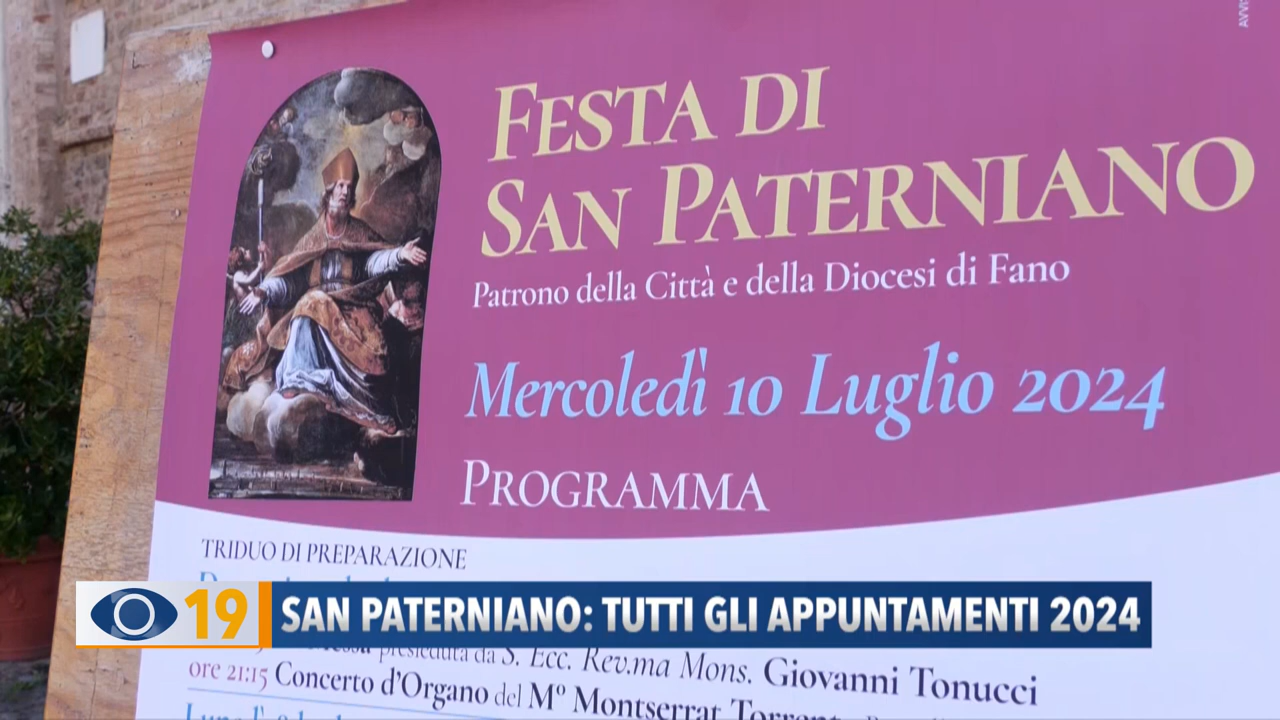 FESTA DI
SAN PATERNIANO
Patrono della Città e della Diocesi di Fano
Mercoledì 10 Luglio 2024
PROGRAMMA
TRIDUO DI PREPARAZIONE
19 SAN PATERNIANO: TUTTI GLI APPUNTAMENTI 2024
Messa presieduta da S. Ecc. Rev.ma Mons. Giovanni Tonucci
ore 21:15 Concerto d'Organo del Mº Montserrat